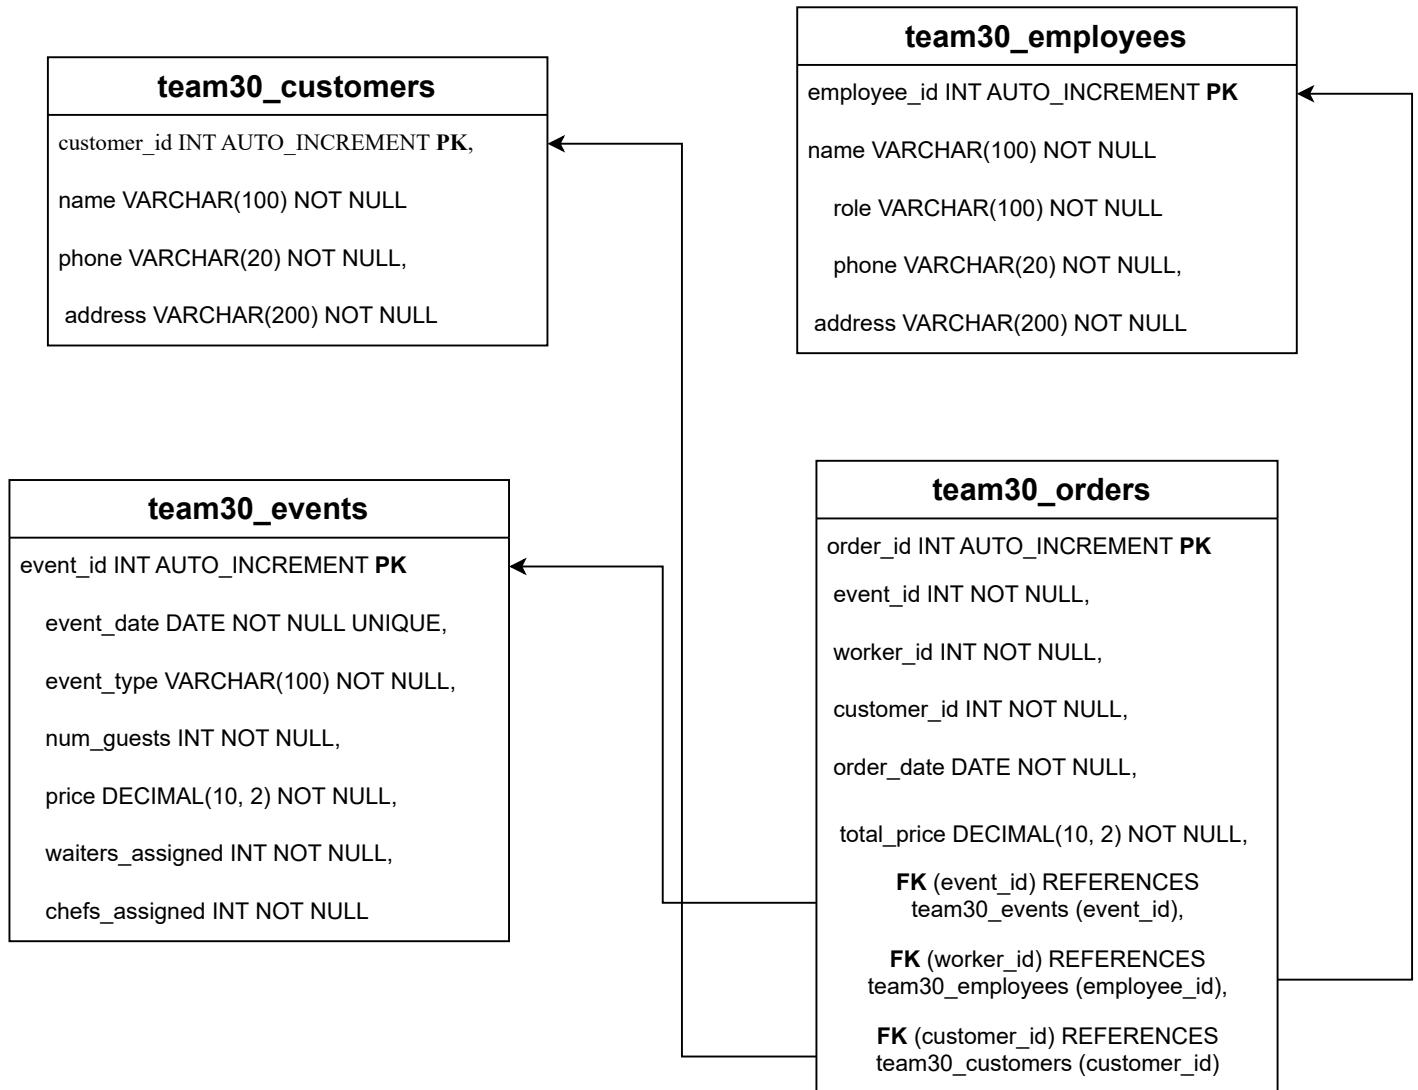 team30_customers
customer_id INT AUTO_INCREMENT PK,
name VARCHAR(100) NOT NULL
phone VARCHAR(20) NOT NULL,
address VARCHAR(200) NOT NULL
team30_employees
employee_id INT AUTO_INCREMENT PK
name VARCHAR(100) NOT NULL
role VARCHAR(100) NOT NULL
phone VARCHAR(20) NOT NULL,
address VARCHAR(200) NOT NULL
team30_events
event_id INT AUTO_INCREMENT PK
event_date DATE NOT NULL UNIQUE,
event_type VARCHAR(100) NOT NULL,
num_guests INT NOT NULL,
price DECIMAL(10, 2) NOT NULL,
waiters_assigned INT NOT NULL,
chefs_assigned INT NOT NULL
team30_orders
order_id INT AUTO_INCREMENT PK
event_id INT NOT NULL,
worker_id INT NOT NULL,
customer_id INT NOT NULL,
order_date DATE NOT NULL,
total_price DECIMAL(10, 2) NOT NULL,
FK (event_id) REFERENCES
team30_events (event_id),
FK (worker_id) REFERENCES
team30_employees (employee_id),
FK (customer_id) REFERENCES
team30_customers (customer_id)